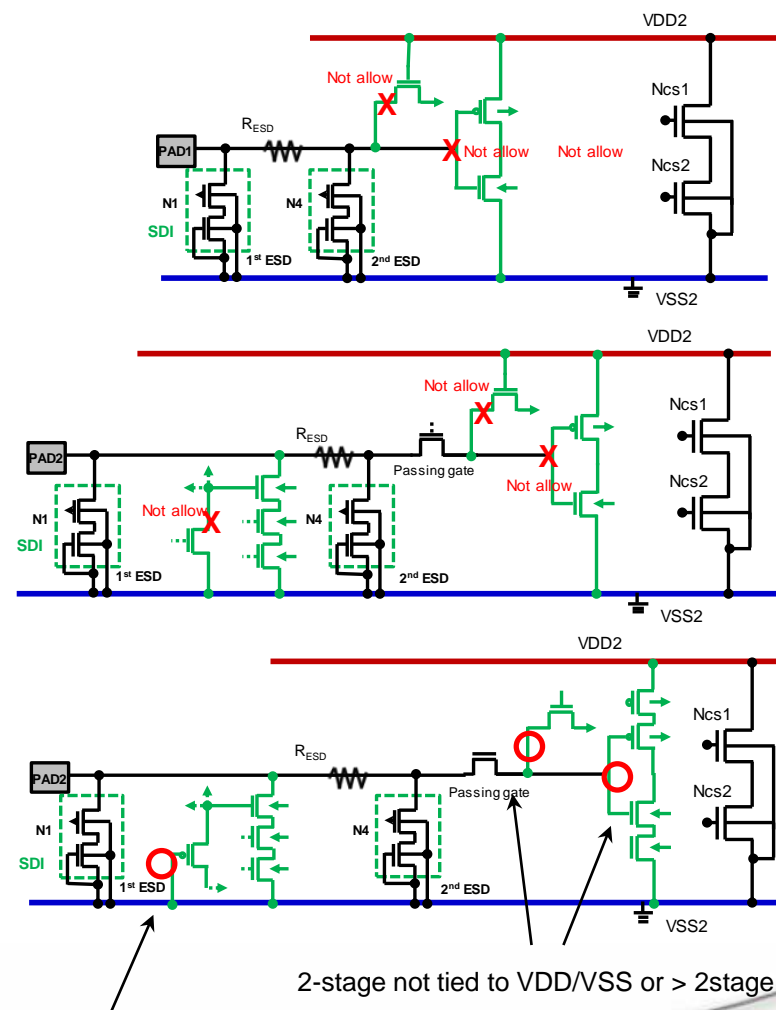 VDD2
Not allow
Ncs1
RESD
PAD1
Not allow
Not allow
Ncs2
N1
N4
SDI
1st ESD
2nd ESD
VSS2
VDD2
Not allow
Ncs1
RESD
PAD2
Passing gate
Not allow
Ncs2
N1
Not allow
N4
SDI
1st ESD
2nd ESD
VSS2
VDD2
Ncs1
RESD
PAD2
Passing gate
Ncs2
N1
N4
SDI
1st ESD
2nd ESD
VSS2
2-stage not tied to VDD/VSS or > 2stage